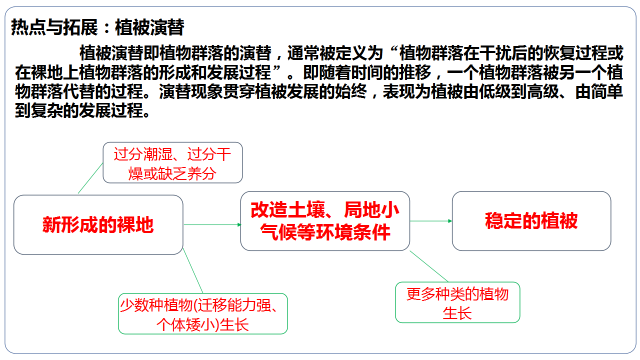 热点与拓展：植被演替
植被演替即植物群落的演替，通常被定义为“植物群落在干扰后的恢复过程或
在裸地上植物群落的形成和发展过程”。即随着时间的推移，一个植物群落被另一个植
物群落代替的过程。演替现象贯穿植被发展的始终，表现为植被由低级到高级、由简单
到复杂的发展过程。
过分潮湿、过分干
燥或缺乏养分
新形成的裸地
改造土壤、局地小
气候等环境条件
稳定的植被
少数种植物(迁移能力强、
个体矮小)生长
更多种类的植物
生长